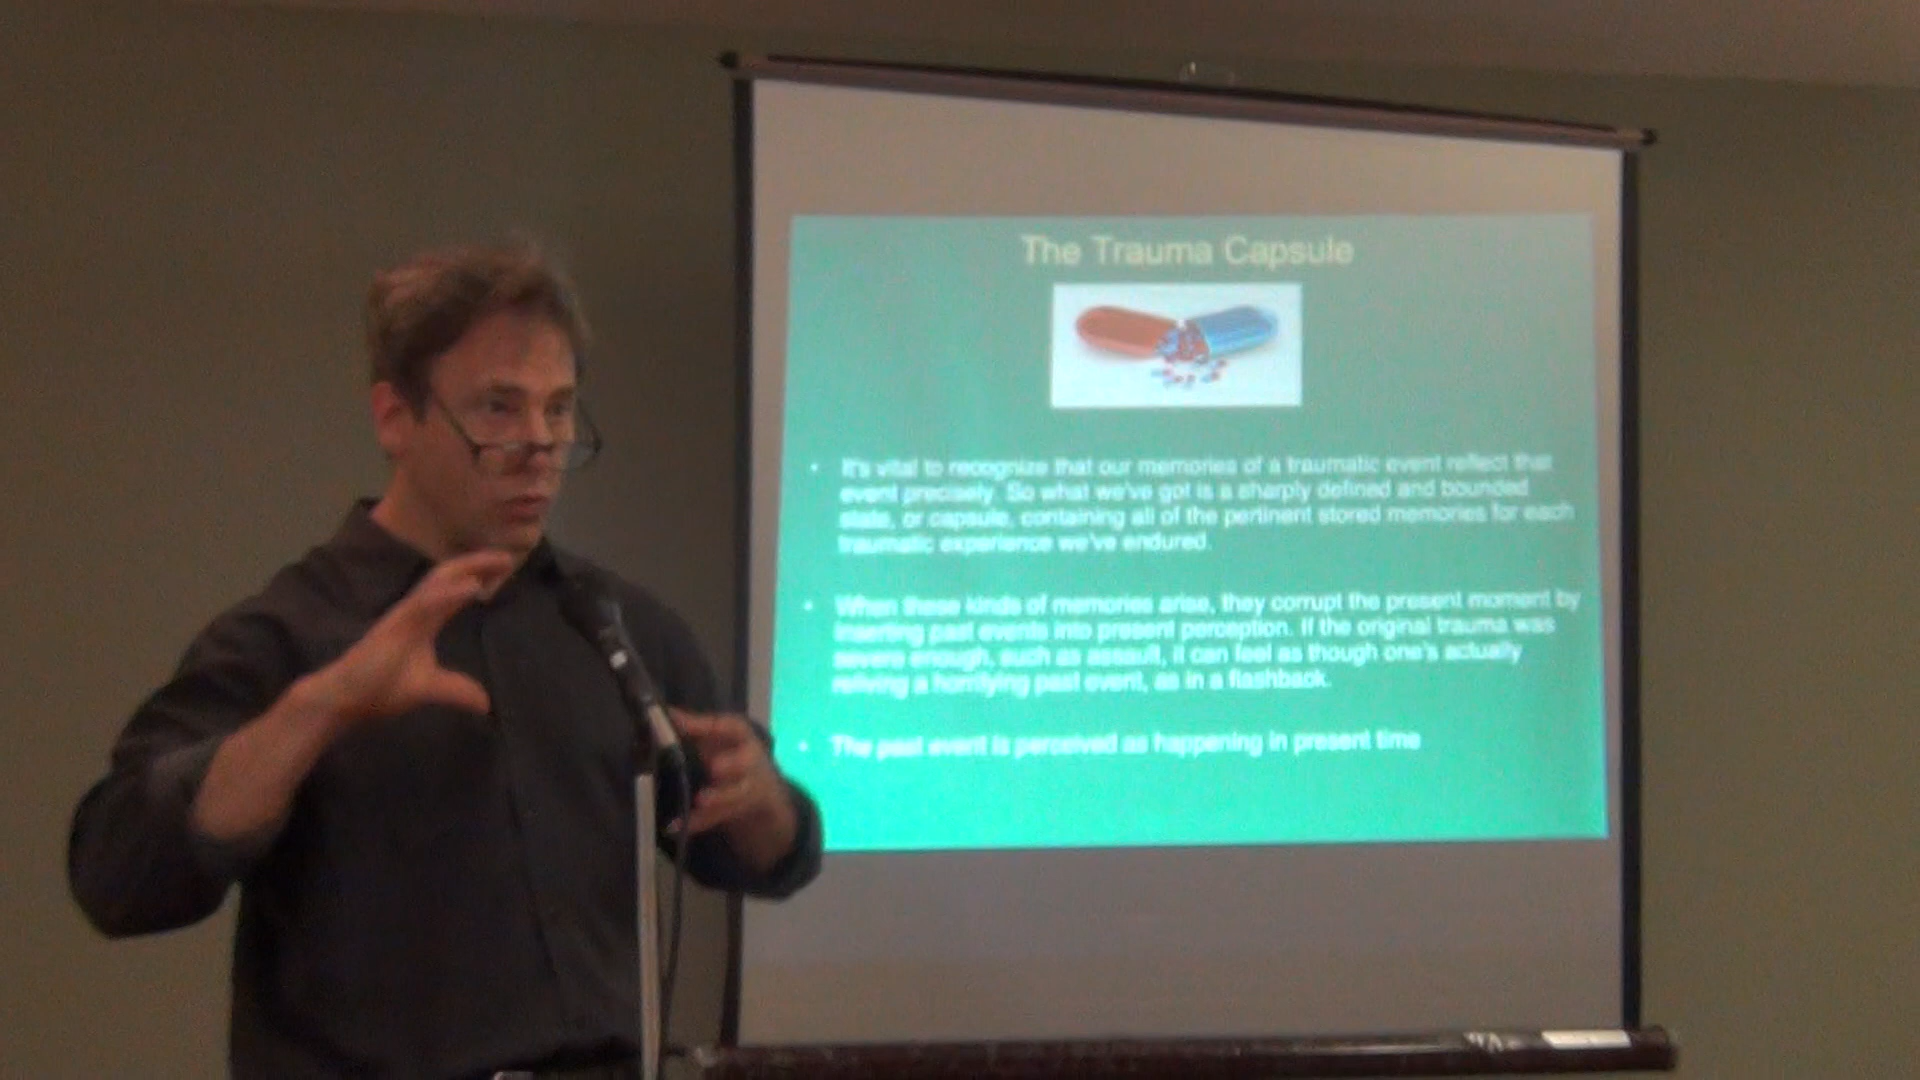 The Trauma Capsule
• It's vital to recognize that our memories of a traumatic event reflect that
event precisely. So what we've got is a sharply defined and bounded
state, or capsule, containing all of the pertinent stored memories for each
traumatic experience we've endured.
• When these kinds of memories arise, they corrupt the present moment by
inserting past events into present perception. If the original trauma was
severe enough, such as assault, it can feel as though one's actually
reliving a horrifying past event, as in a flashback.
• The past event is perceived as happening in present time